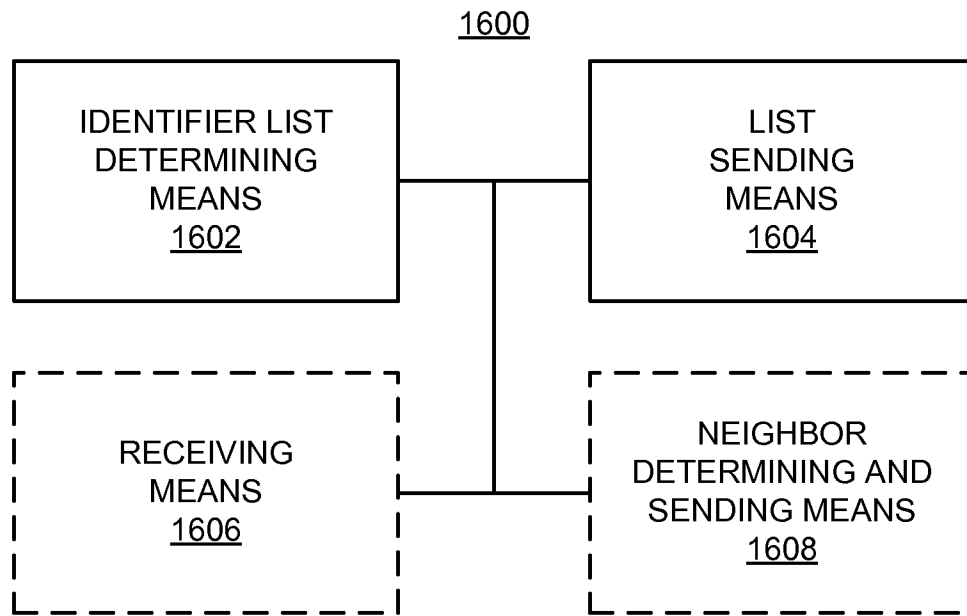 1600
IDENTIFIER LIST
DETERMINING
MEANS
1602
LIST
SENDING
MEANS
1604
RECEIVING
MEANS
1606
NEIGHBOR
DETERMINING AND
SENDING MEANS
1608